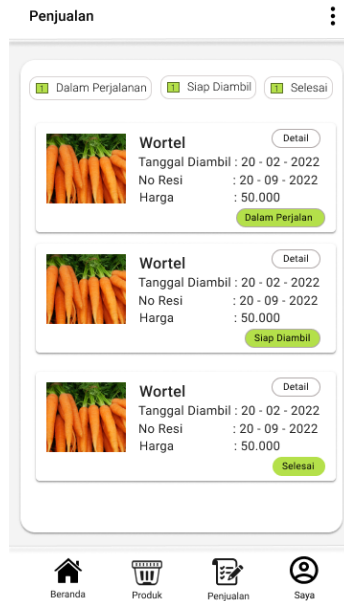 Penjualan
1 Dalam Perjalanan
1 Siap Diambil
1 Selesai
Wortel
Detail
Tanggal Diambil : 20 - 02 - 2022
No Resi : 20 - 09 - 2022
Harga : 50.000
Dalam Perjalan
Wortel
Detail
Tanggal Diambil : 20 - 02 - 2022
No Resi : 20 - 09 - 2022
Harga : 50.000
Siap Diambil
Wortel
Detail
Tanggal Diambil : 20 - 02 - 2022
No Resi : 20 - 09 - 2022
Harga : 50.000
Selesai
Beranda
Produk
Penjualan
Saya